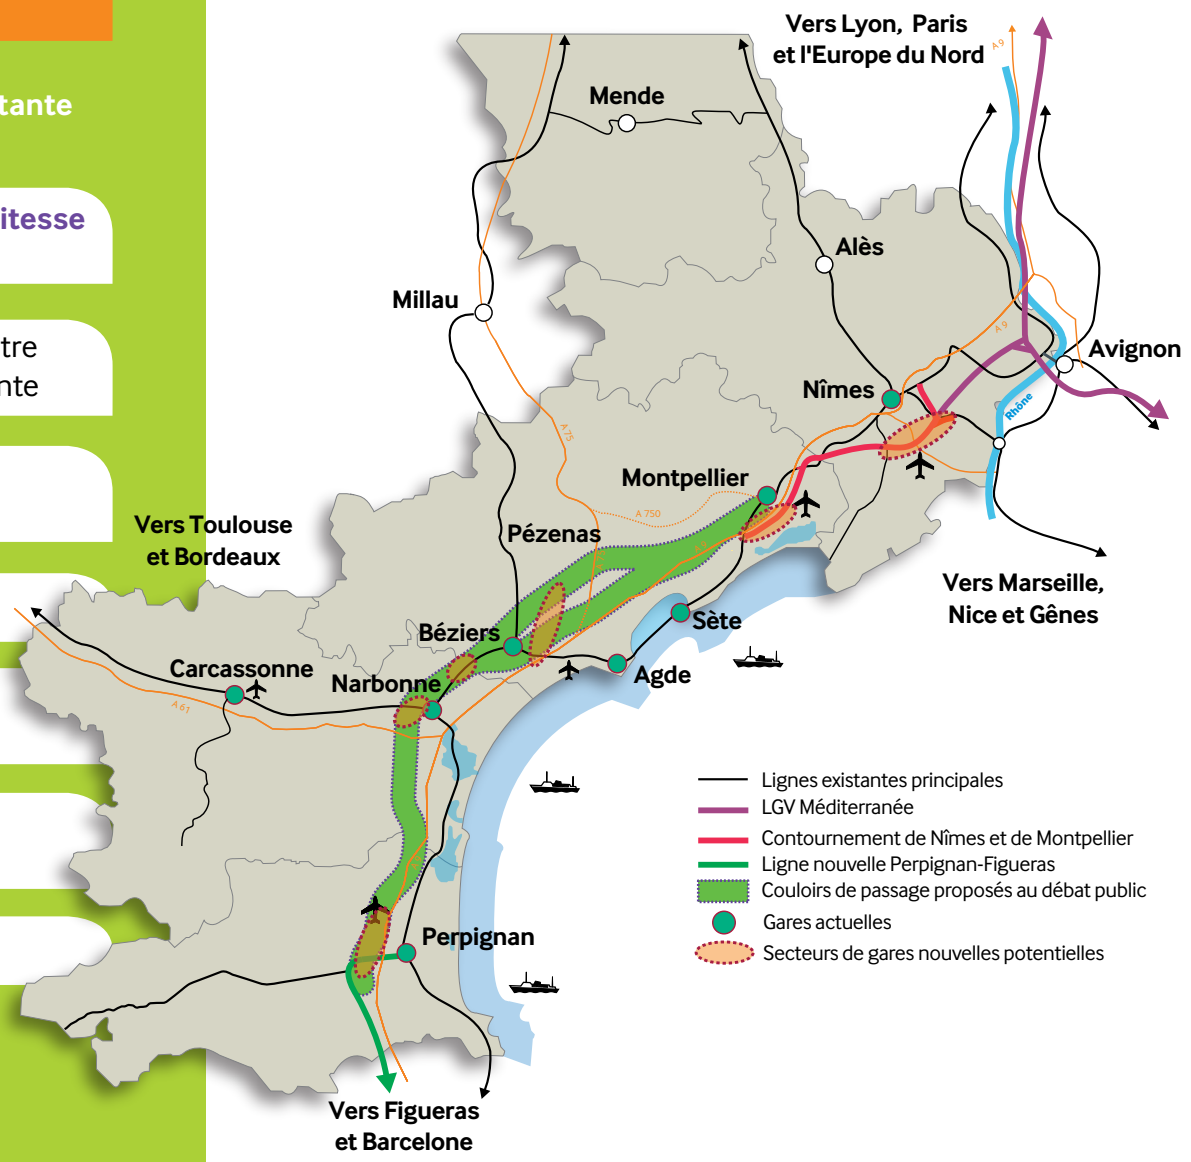 tante
itesse
tre
nte
Vers Lyon, Paris
et l'Europe du Nord
A 9
Mende
Alès
Millau
A 9
Avignon
Nîmes
Rhône
A 75
Montpellier
A 750
Pézenas
Vers Toulouse
et Bordeaux
Vers Marseille,
Nice et Gênes
Sète
Béziers
Agde
Carcassonne
Narbonne
A 61
Perpignan
Vers Figueras
et Barcelone
Lignes existantes principales
LGV Méditerranée
Contournement de Nîmes et de Montpellier
Ligne nouvelle Perpignan-Figueras
Couloirs de passage proposés au débat public
Gares actuelles
Secteurs de gares nouvelles potentielles